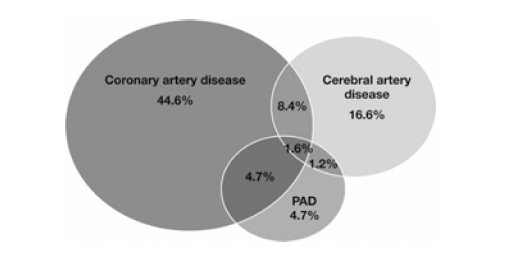 Coronary artery disease
44.6%
Cerebral artery
disease
16.6%
8.4%
1.6%
1.2%
4.7%
PAD
4.7%